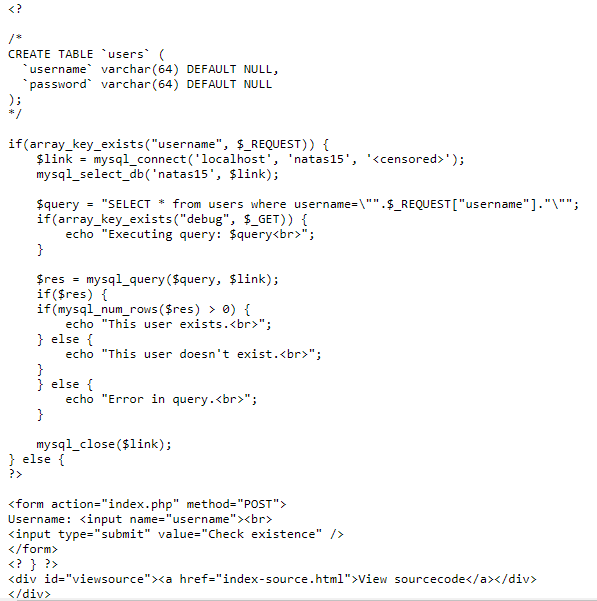 <?
/*
CREATE TABLE `users` (
  `username` varchar(64) DEFAULT NULL,
  `password` varchar(64) DEFAULT NULL
);
*/
if(array_key_exists("username", $_REQUEST)) {
    $link = mysql_connect('localhost', 'natas15', '<censored>');
    mysql_select_db('natas15', $link);
    $query = "SELECT * from users where username=\"".$_REQUEST["username"]."\"";
    if(array_key_exists("debug", $_GET)) {
        echo "Executing query: $query<br>";
    }
    $res = mysql_query($query, $link);
    if($res) {
    if(mysql_num_rows($res) > 0) {
        echo "This user exists.<br>";
    } else {
        echo "This user doesn't exist.<br>";
    }
    } else {
        echo "Error in query.<br>";
    }
    mysql_close($link);
} else {
?>
<form action="index.php" method="POST">
Username: <input name="username"><br>
<input type="submit" value="Check existence" />
</form>
<? } ?>
<div id="viewsource"><a href="index-source.html">View sourcecode</a></div>
</div>